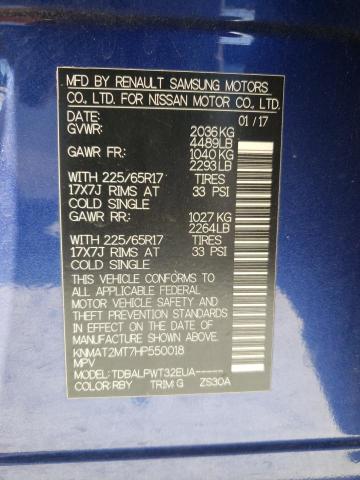 MFD BY RENAULT SAMSUNG MOTORS
CO., LTD. FOR NISSAN MOTOR CO., LTD.
DATE: 01 / 17
GVWR: 2036 KG
4489 LB
GAWR FR: 1040 KG
2293 LB
WITH 225/65R17 TIRES
17X7J RIMS AT 33 PSI
COLD SINGLE
GAWR RR: 1027 KG
2264 LB
WITH 225/65R17 TIRES
17X7J RIMS AT 33 PSI
COLD SINGLE
THIS VEHICLE CONFORMS
TO ALL APPLICABLE FEDERAL
MOTOR VEHICLE SAFETY AND
THEFT PREVENTION STANDARDS
IN EFFECT ON THE DATE OF
MANUFACTURE SHOWN ABOVE.
KNMAT2MT7HP550018
MPV
MODEL: TDBALPWT32EUA------
COLOR: RBY TRIM: G ZS30A